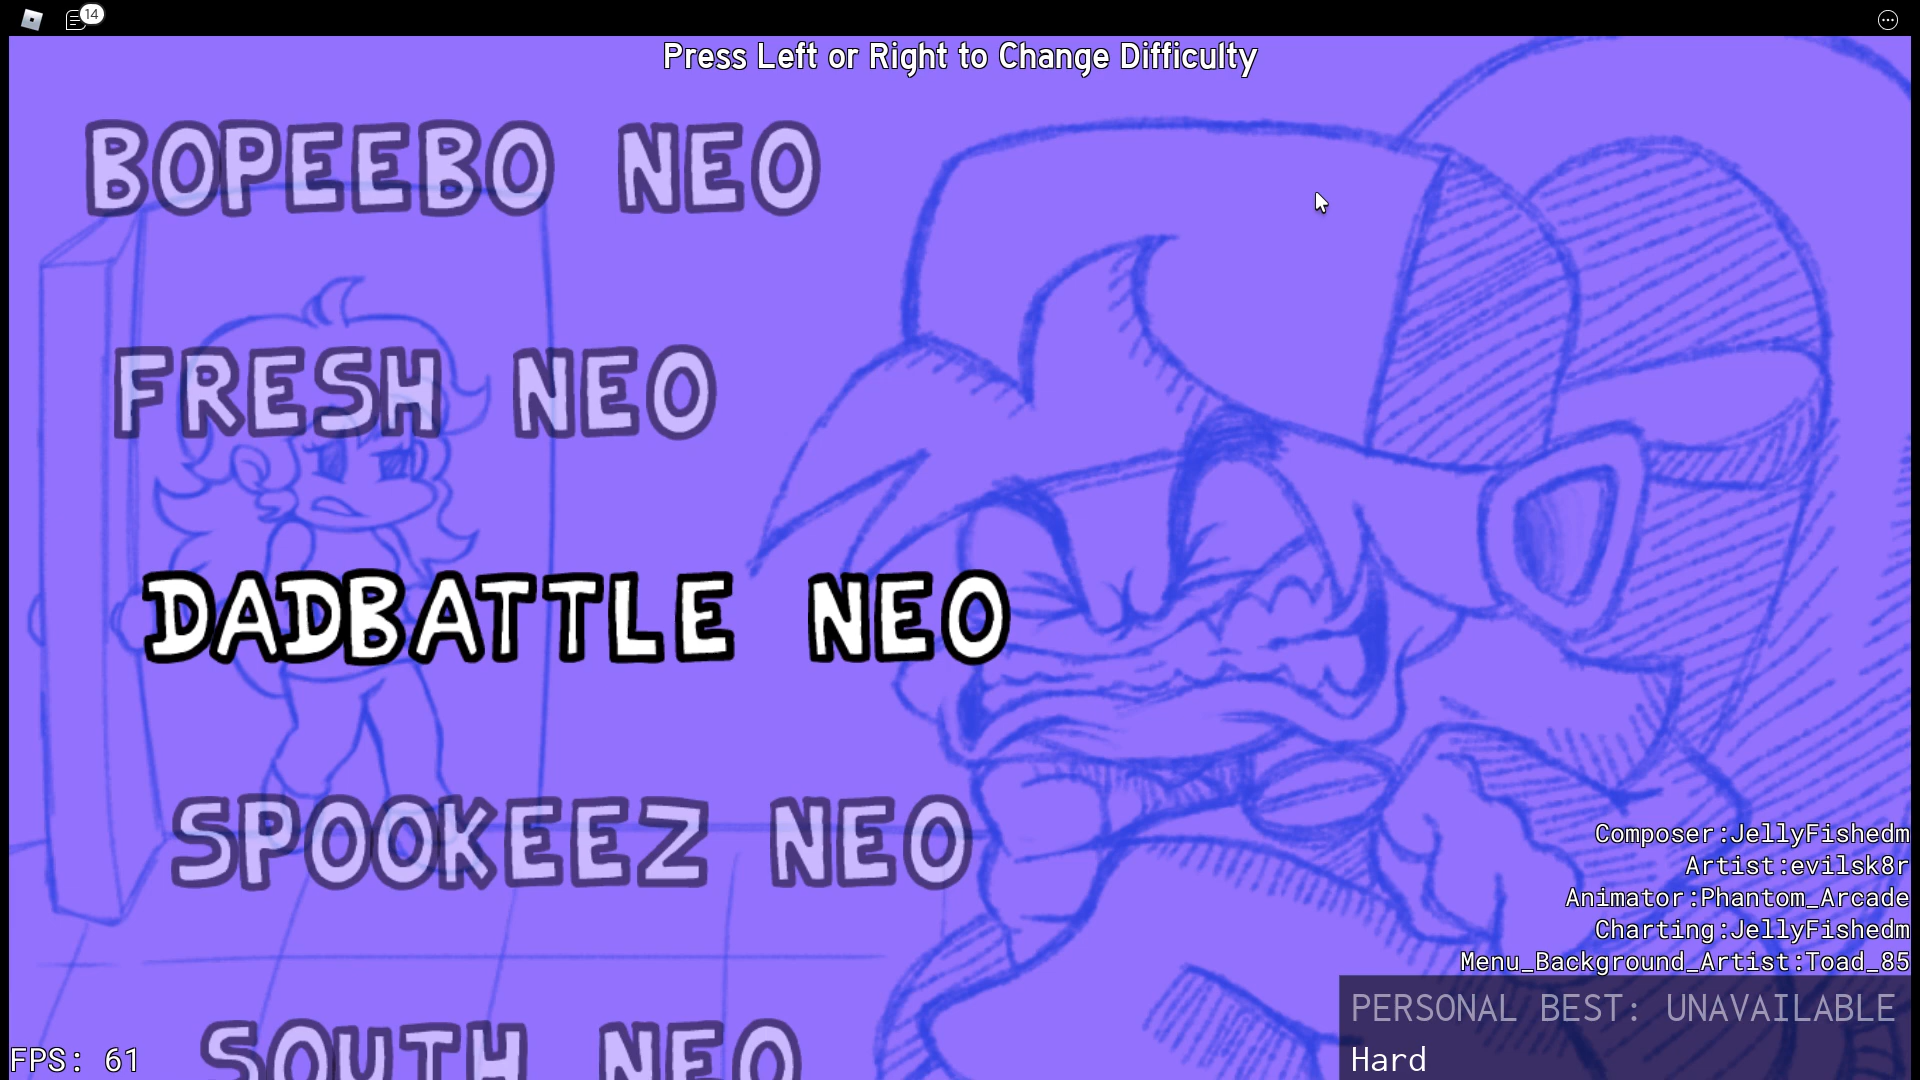 14
Press Left or Right to Change Difficulty
BOPEEBO NEO
FRESH NEO
DADBATTLE NEO
SPOOKEEZ NEO
SOUTH NEO
Composer:JellyFishedm
Artist:evilsk8r
Animator:Phantom_Arcade
Charting:JellyFishedm
Menu_Background_Artist:Toad_85
PERSONAL BEST: UNAVAILABLE
Hard
FPS: 61